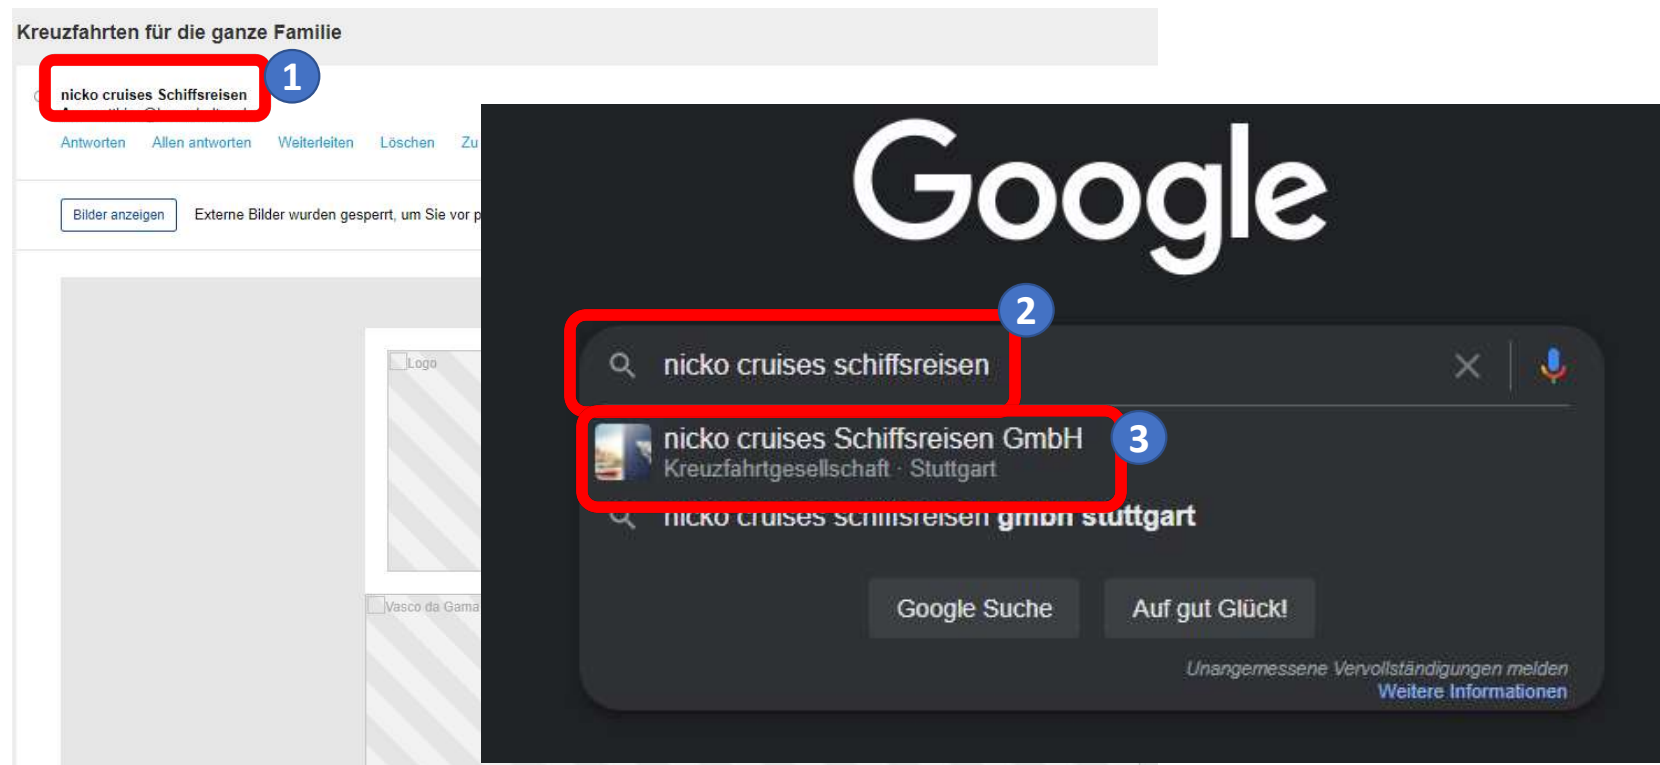 Kreuzfahrten für die ganze Familie
1
nicko cruises Schiffsreisen
Antworten Allen antworten Weiterleiten Löschen Zu
Bilder anzeigen Externe Bilder wurden gesperrt, um Sie vor p
Logo
Vasco da Gama
Google
2
nicko cruises schiffsreisen
nicko cruises Schiffsreisen GmbH
3
Kreuzfahrtgesellschaft · Stuttgart
nicko cruises schiffsreisen gmbh stuttgart
Google Suche Auf gut Glück!
Unangemessene Vervollständigungen melden
Weitere Informationen